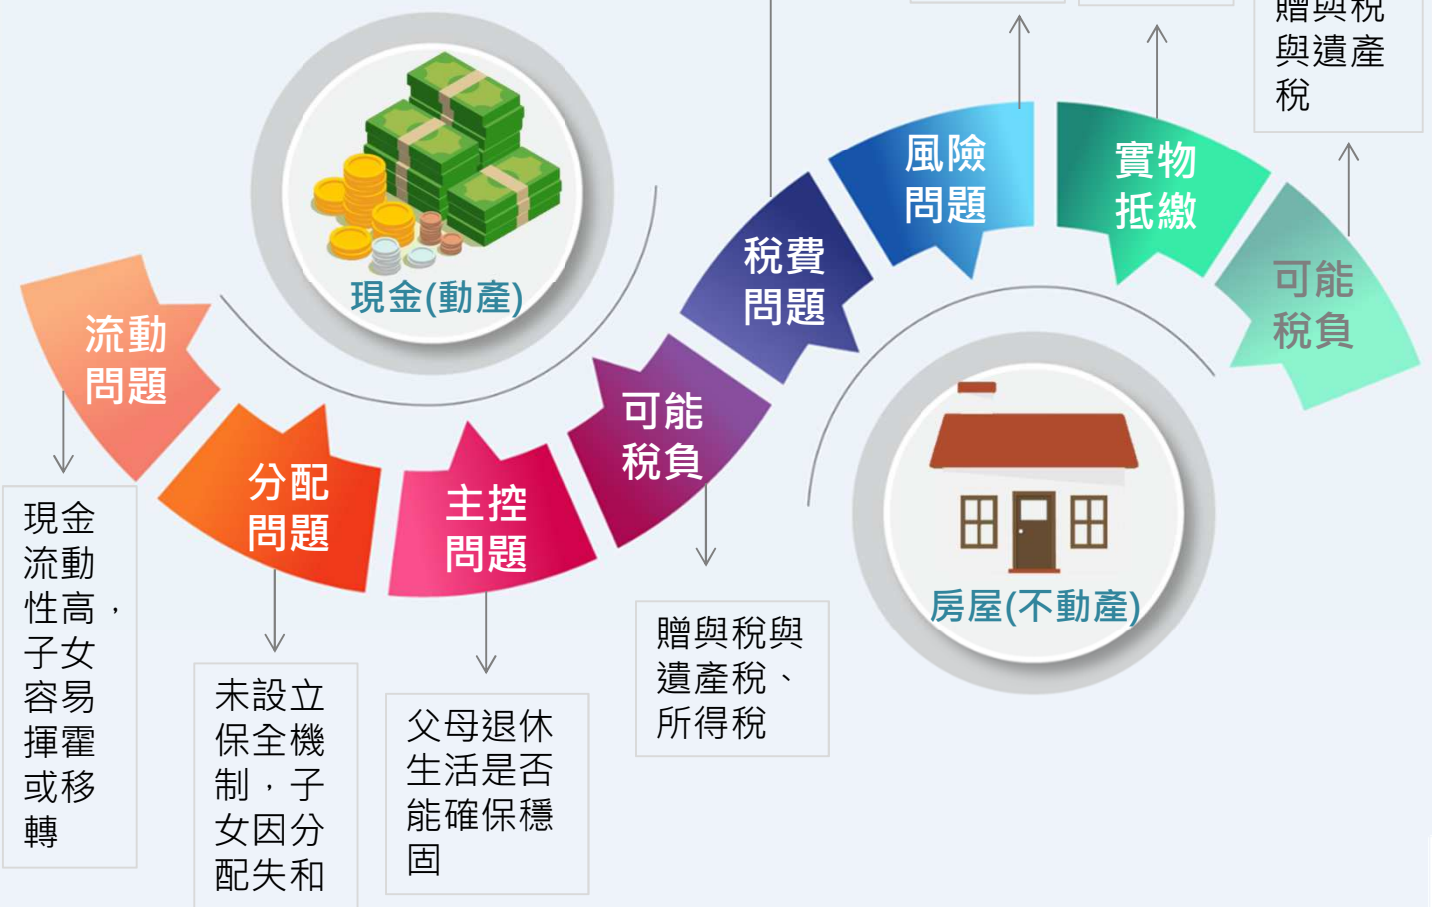 贈與稅
與遺產
稅
風險
問題
實物
抵繳
稅費
問題
可能
稅負
現金(動產)
流動
問題
可能
稅負
分配
問題
主控
問題
房屋(不動產)
現金
流動
性高，
子女
容易
揮霍
或移
轉
未設立
保全機
制，子
女因分
配失和
父母退休
生活是否
能確保穩
固
贈與稅與
遺產稅、
所得稅